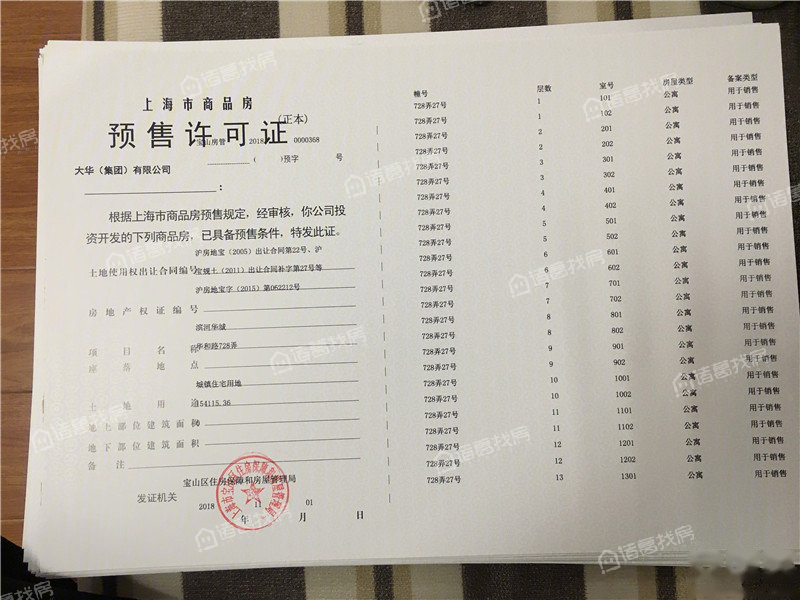 上海市商品房
预售许可证
(正本)
宝山房管 2018 0000368
( )预字 号
大华（集团）有限公司
：
根据上海市商品房预售规定，经审核，你公司投
资开发的下列商品房，已具备预售条件，特发此证。
沪房地宝（2005）出让合同第22号、沪
土地使用权出让合同编号
宝规土（2011）出让合同补字第27号等
沪房地宝字（2015）第062212号
房地产权证编号
滨河华城
项目名称
华和路728弄
座落地点
城镇住宅用地
土地用途
154115.36
地上部位建筑面积
地下部位建筑面积
备注
宝山区住房保障和房屋管理局
发证机关
2018 11 01
年 月 日
幢号 层数 室号 房屋类型 备案类型
728弄27号 1 101 公寓 用于销售
728弄27号 1 102 公寓 用于销售
728弄27号 2 201 公寓 用于销售
728弄27号 2 202 公寓 用于销售
728弄27号 3 301 公寓 用于销售
728弄27号 3 302 公寓 用于销售
728弄27号 4 401 公寓 用于销售
728弄27号 4 402 公寓 用于销售
728弄27号 5 501 公寓 用于销售
728弄27号 5 502 公寓 用于销售
728弄27号 6 601 公寓 用于销售
728弄27号 6 602 公寓 用于销售
728弄27号 7 701 公寓 用于销售
728弄27号 7 702 公寓 用于销售
728弄27号 8 801 公寓 用于销售
728弄27号 8 802 公寓 用于销售
728弄27号 9 901 公寓 用于销售
728弄27号 9 902 公寓 用于销售
728弄27号 10 1001 公寓 用于销售
728弄27号 10 1002 公寓 用于销售
728弄27号 11 1101 公寓 用于销售
728弄27号 11 1102 公寓 用于销售
728弄27号 12 1201 公寓 用于销售
728弄27号 12 1202 公寓 用于销售
728弄27号 13 1301 公寓 用于销售
诸葛找房